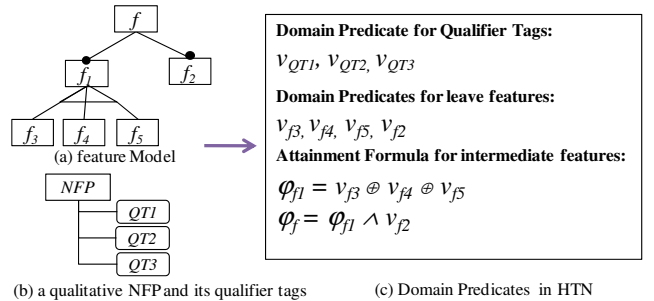 f
f1
f2
f3
f4
f5
(a) feature Model
NFP
QT1
QT2
QT3
(b) a qualitative NFP and its qualifier tags
Domain Predicate for Qualifier Tags:
vQT1, vQT2, vQT3
Domain Predicates for leave features:
vf3, vf4, vf5, vf2
Attainment Formula for intermediate features:
φf1 = vf3 ⊕ vf4 ⊕ vf5
φf = φf1 ∧ vf2
(c) Domain Predicates in HTN